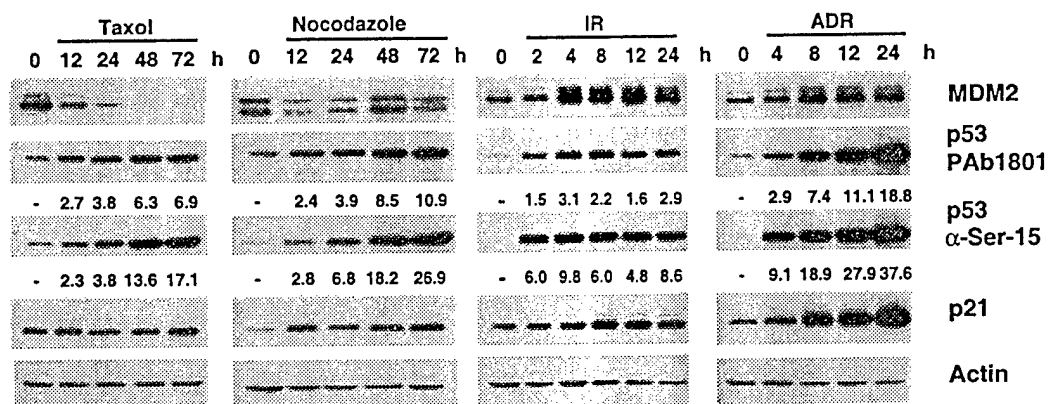 Taxol Nocodazole IR ADR
0 12 24 48 72 h 0 12 24 48 72 h 0 2 4 8 12 24 h 0 4 8 12 24 h
MDM2
p53
PAb1801
- 2.7 3.8 6.3 6.9 - 2.4 3.9 8.5 10.9 - 1.5 3.1 2.2 1.6 2.9 - 2.9 7.4 11.1 18.8
p53
α-Ser-15
- 2.3 3.8 13.6 17.1 - 2.8 6.8 18.2 26.9 - 6.0 9.8 6.0 4.8 8.6 - 9.1 18.9 27.9 37.6
p21
Actin